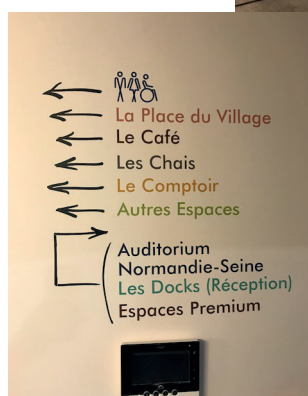 La Place du Village
Le Café
Les Chais
Le Comptoir
Autres Espaces
Auditorium
Normandie-Seine
Les Docks (Réception)
Espaces Premium